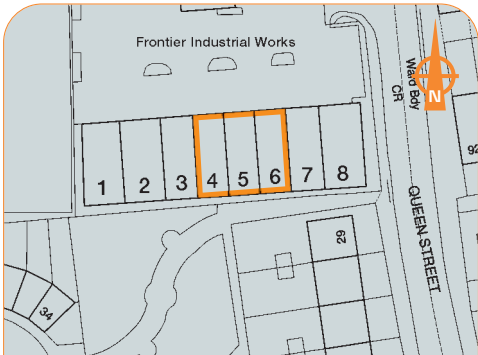 Frontier Industrial Works
Ward Bdy
CR
N
1 2 3 4 5 6 7 8
92
QUEEN STREET
29
34